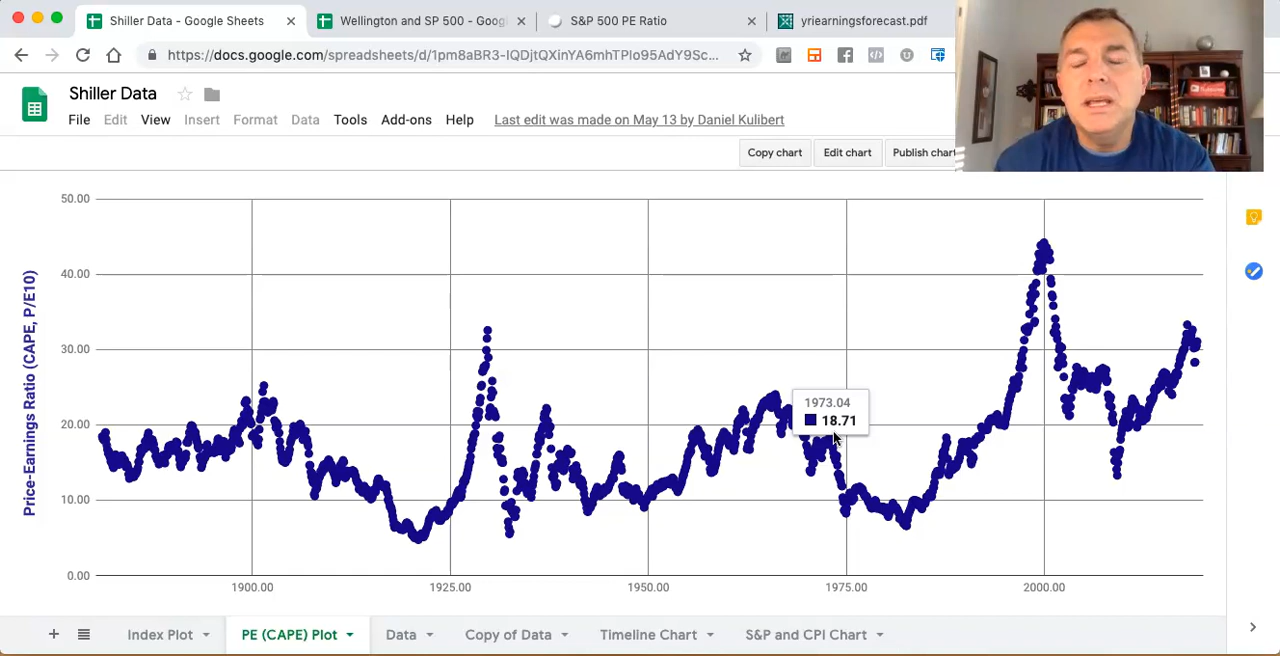 Shiller Data - Google Sheets
Wellington and SP 500 - Goog
S&P 500 PE Ratio
yriearningsforecast.pdf
https://docs.google.com/spreadsheets/d/1pm8aBR3-IQDjtQXinYA6mhTPIo95AdY9Sc...
Shiller Data
File Edit View Insert Format Data Tools Add-ons Help Last edit was made on May 13 by Daniel Kulibert
Copy chart Edit chart Publish chart
50.00
40.00
30.00
20.00
10.00
0.00
Price-Earnings Ratio (CAPE, P/E10)
1973.04
18.71
1900.00 1925.00 1950.00 1975.00 2000.00
Index Plot PE (CAPE) Plot Data Copy of Data Timeline Chart S&P and CPI Chart